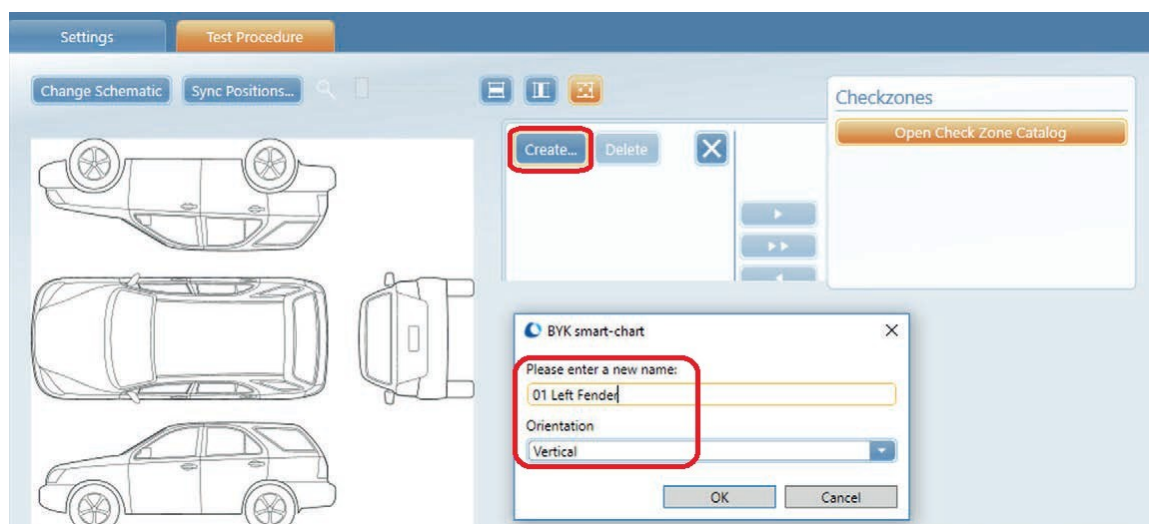 Settings
Test Procedure
Change Schematic
Sync Positions...
Checkzones
Open Check Zone Catalog
Create...
Delete
BYK smart-chart
Please enter a new name:
01 Left Fender
Orientation
Vertical
OK
Cancel